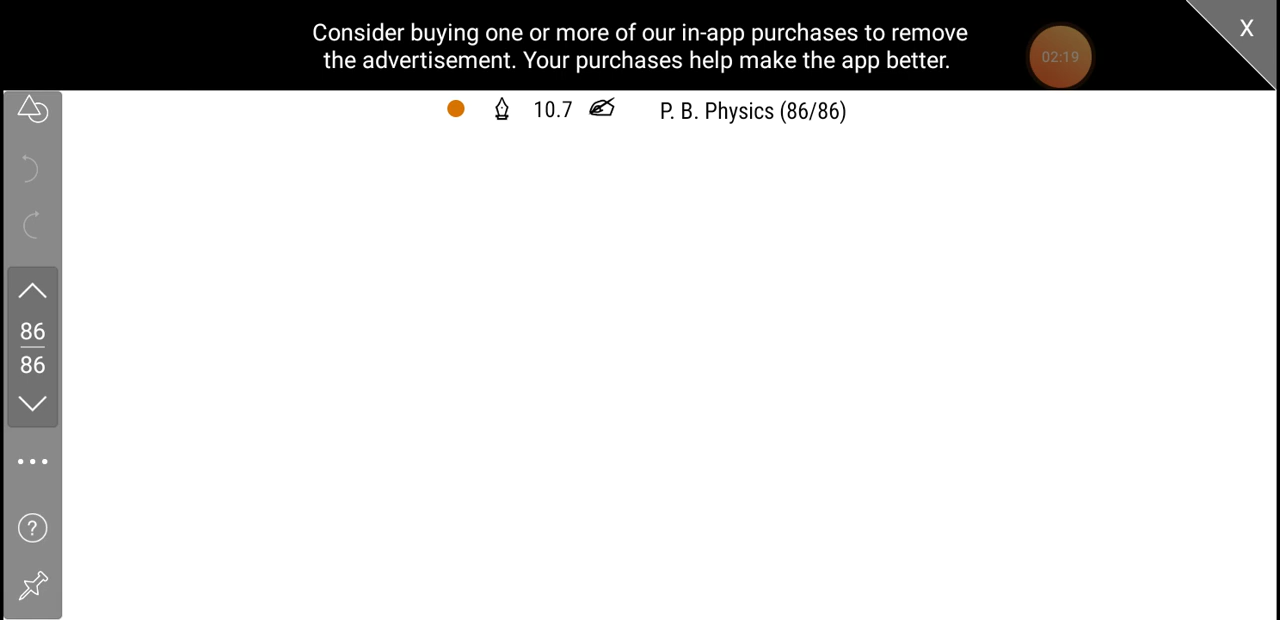 Consider buying one or more of our in-app purchases to remove
the advertisement. Your purchases help make the app better.
02:19
X
10.7 P. B. Physics (86/86)
86
86
?